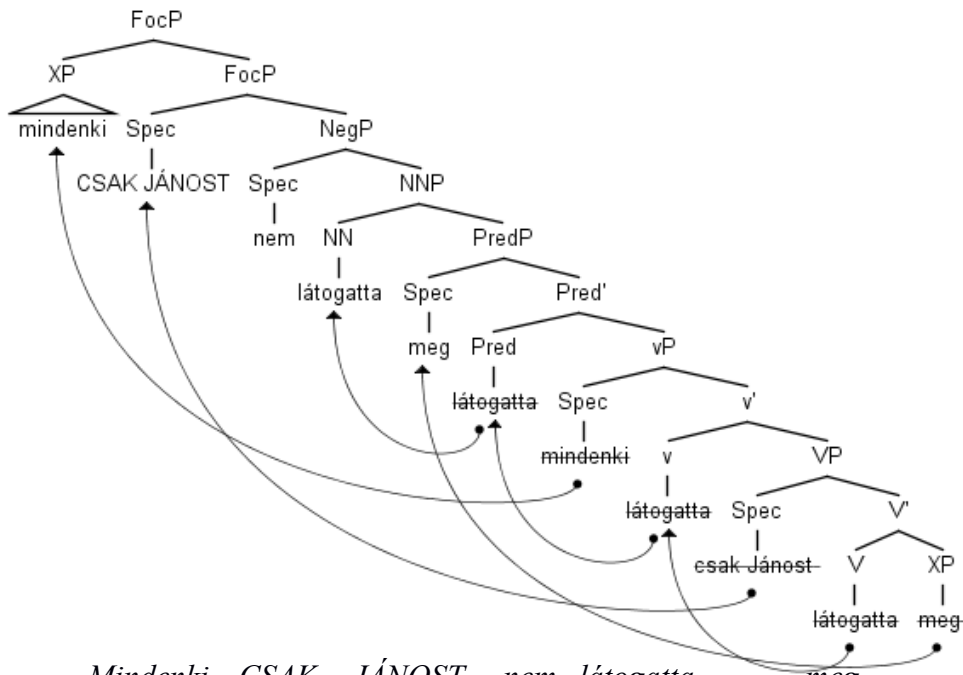 FocP
XP FocP
mindenki Spec NegP
CSAK JÁNOST Spec NNP
nem NN PredP
látogatta Spec Pred'
meg Pred vP
látogatta Spec v'
mindenki v VP
látogatta Spec V'
csak Jánost V XP
látogatta meg
Mindenki CSAK JÁNOST nem látogatta meg